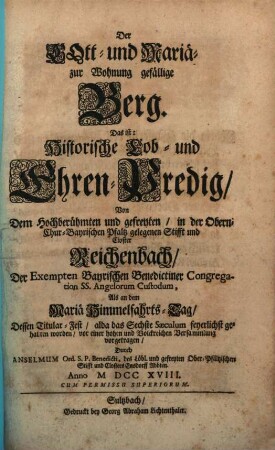 Der
GOtt- und Mariä-
zur Wohnung gefällige
Berg.
Das ist:
Historische Lob- und
Ehren-Predig/
Von
Dem Hochberühmten und gefreyten / in der Obern-
Chur-Bayrischen Pfaltz gelegenen Stifft und
Closter
Reichenbach/
Der Exempten Bayrischen Benedictiner Congrega-
tion SS. Angelorum Custodum,
Als an dem
Mariä Himmelfahrts-Tag/
Dessen Titular-Fest / alda das Sechste Sæculum feyerlichst ge-
halten worden / vor einer hohen und Volckreichen Versammlung
vorgetragen /
Durch
ANSELMUM Ord. S. P. Benedicti, des löbl. und gefreyten Ober-Pfältzischen
Stifft und Closters Ensdorff Abbten.
Anno M DCC XVIII.
CUM PERMISSU SUPERIORUM.
Sultzbach/
Gedruckt bey Georg Abraham Lichtenthaler.